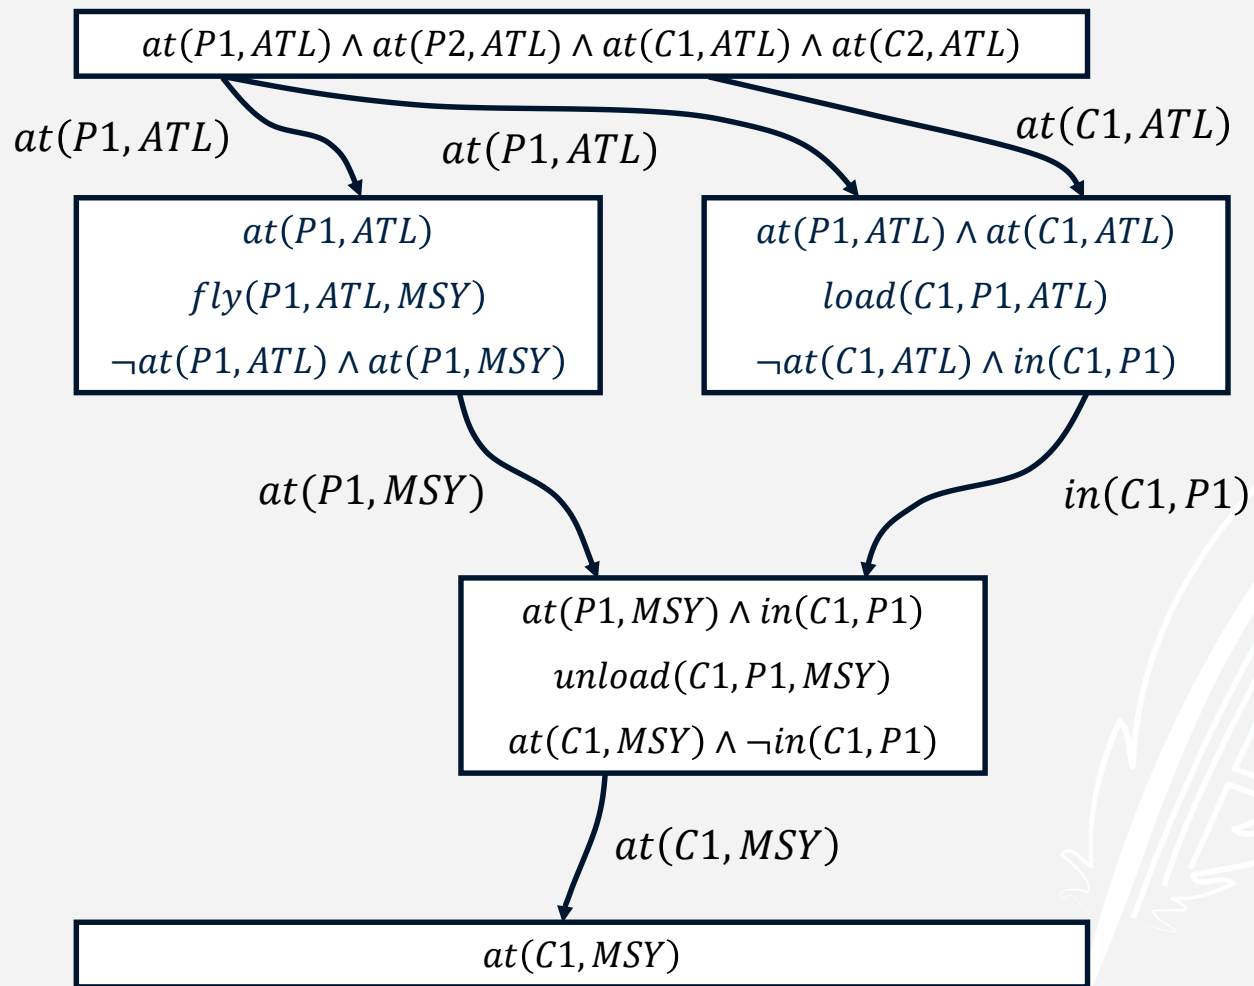 at(P1, ATL) ∧ at(P2, ATL) ∧ at(C1, ATL) ∧ at(C2, ATL)
at(P1, ATL)
at(P1, ATL)
at(C1, ATL)
at(P1, ATL)
fly(P1, ATL, MSY)
¬at(P1, ATL) ∧ at(P1, MSY)
at(P1, ATL) ∧ at(C1, ATL)
load(C1, P1, ATL)
¬at(C1, ATL) ∧ in(C1, P1)
at(P1, MSY)
in(C1, P1)
at(P1, MSY) ∧ in(C1, P1)
unload(C1, P1, MSY)
at(C1, MSY) ∧ ¬in(C1, P1)
at(C1, MSY)
at(C1, MSY)